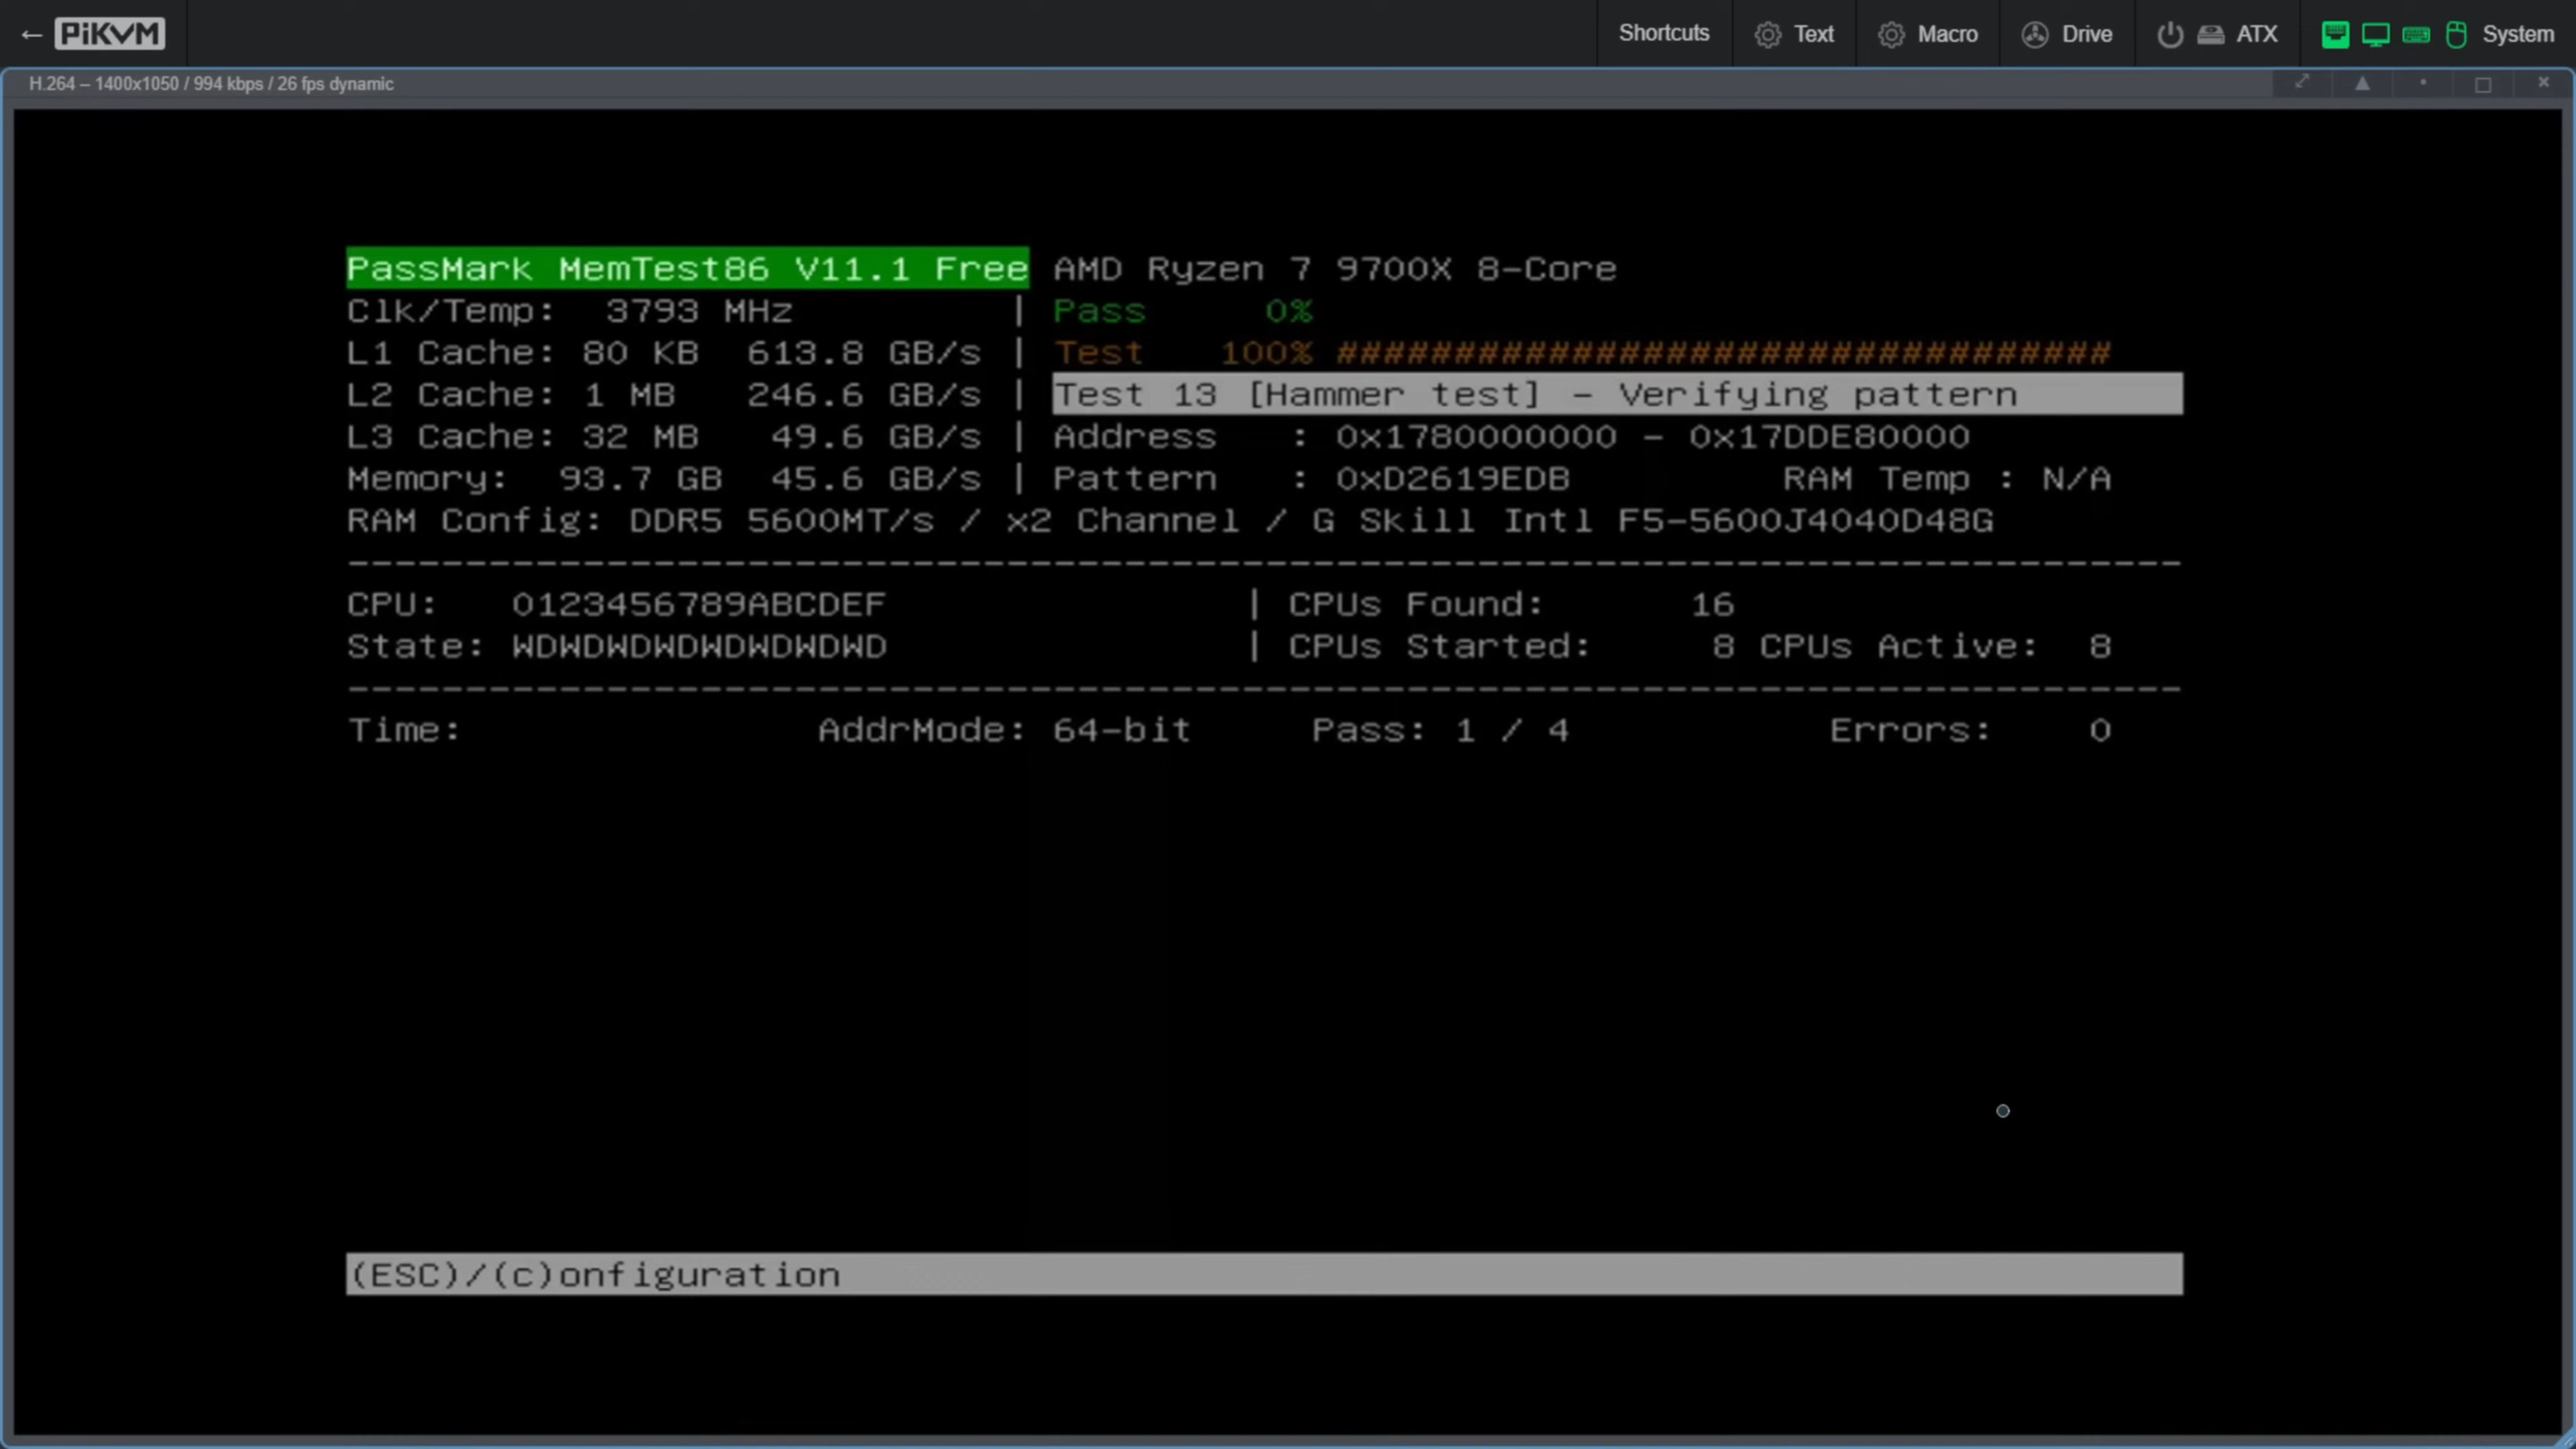 ← PiKVM Shortcuts Text Macro Drive ATX System
H.264 – 1400x1050 / 994 kbps / 26 fps dynamic
PassMark MemTest86 V11.1 Free AMD Ryzen 7 9700X 8-Core
Clk/Temp: 3793 MHz | Pass 0%
L1 Cache: 80 KB 613.8 GB/s | Test 100% #################################
L2 Cache: 1 MB 246.6 GB/s | Test 13 [Hammer test] - Verifying pattern
L3 Cache: 32 MB 49.6 GB/s | Address : 0x1780000000 - 0x17DDE80000
Memory: 93.7 GB 45.6 GB/s | Pattern : 0xD2619EDB RAM Temp : N/A
RAM Config: DDR5 5600MT/s / x2 Channel / G Skill Intl F5-5600J4040D48G
------------------------------------------------------------------------------
CPU: 0123456789ABCDEF | CPUs Found: 16
State: WDWDWDWDWDWDWDWD | CPUs Started: 8 CPUs Active: 8
------------------------------------------------------------------------------
Time: AddrMode: 64-bit Pass: 1 / 4 Errors: 0
(ESC)/(c)onfiguration